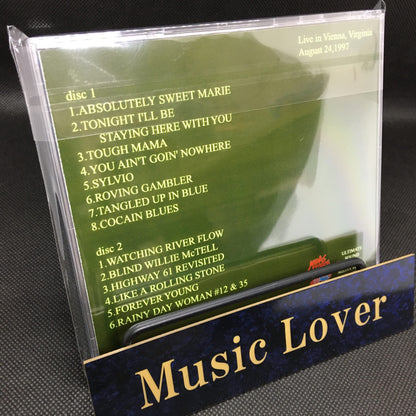 Live in Vienna, Virginia
August 24,1997
disc 1
1.ABSOLUTELY SWEET MARIE
2.TONIGHT I'LL BE
STAYING HERE WITH YOU
3.TOUGH MAMA
4.YOU AIN'T GOIN' NOWHERE
5.SYLVIO
6.ROVING GAMBLER
7.TANGLED UP IN BLUE
8.COCAIN BLUES
disc 2
1.WATCHING RIVER FLOW
2.BLIND WILLIE McTELL
3.HIGHWAY 61 REVISITED
4.LIKE A ROLLING STONE
5.FOREVER YOUNG
6.RAINY DAY WOMAN #12 & 35
ULTIMATE
SOUND
Music Lover